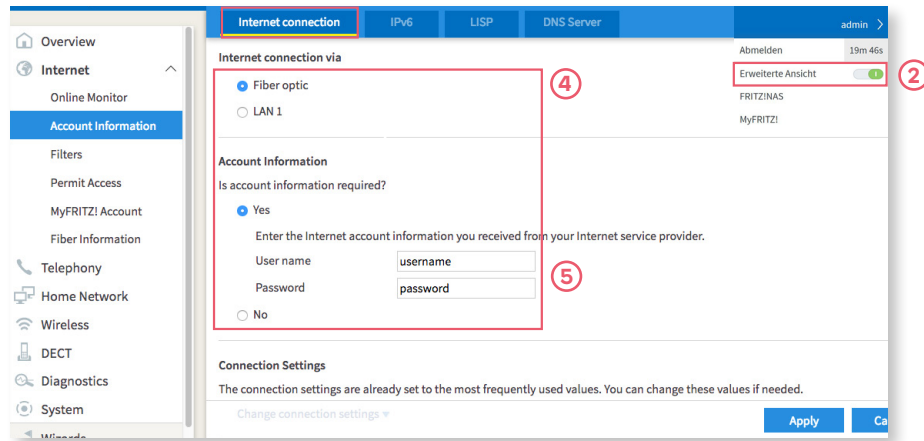 Internet connection IPv6 LISP DNS Server admin
Overview
Internet
Online Monitor
Account Information
Filters
Permit Access
MyFRITZ! Account
Fiber Information
Telephony
Home Network
Wireless
DECT
Diagnostics
System
Wizards
Internet connection via
Fiber optic
LAN 1
4
Account Information
Is account information required?
Yes
Enter the Internet account information you received from your Internet service provider.
User name username
Password password
5
No
Connection Settings
The connection settings are already set to the most frequently used values. You can change these values if needed.
Change connection settings
Apply Ca
Abmelden 19m 46s
Erweiterte Ansicht
2
FRITZ!NAS
MyFRITZ!